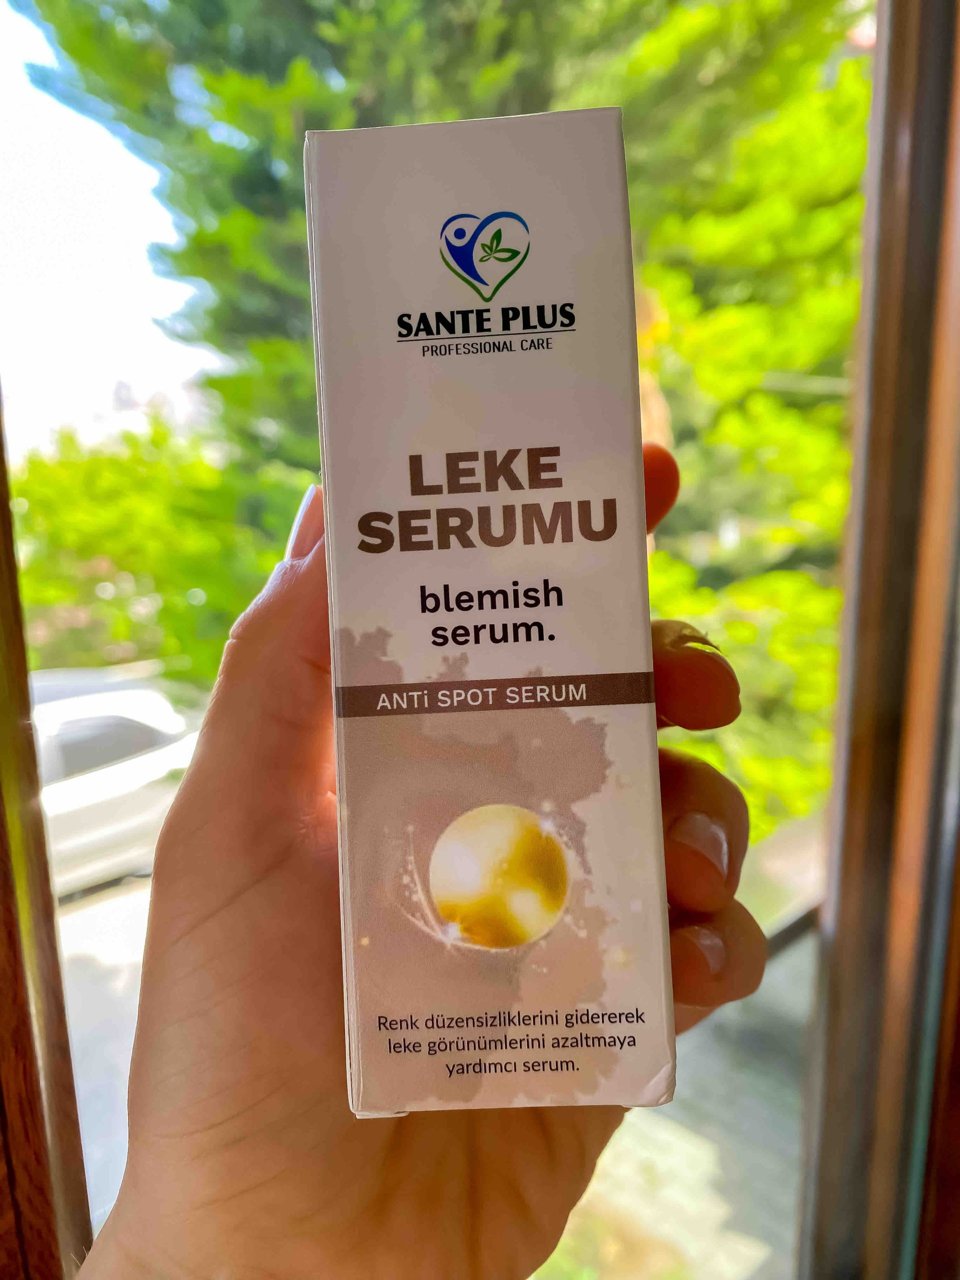 SANTE PLUS
PROFESSIONAL CARE
LEKE
SERUMU
blemish
serum.
ANTi SPOT SERUM
Renk düzensizliklerini gidererek
leke görünümlerini azaltmaya
yardımcı serum.